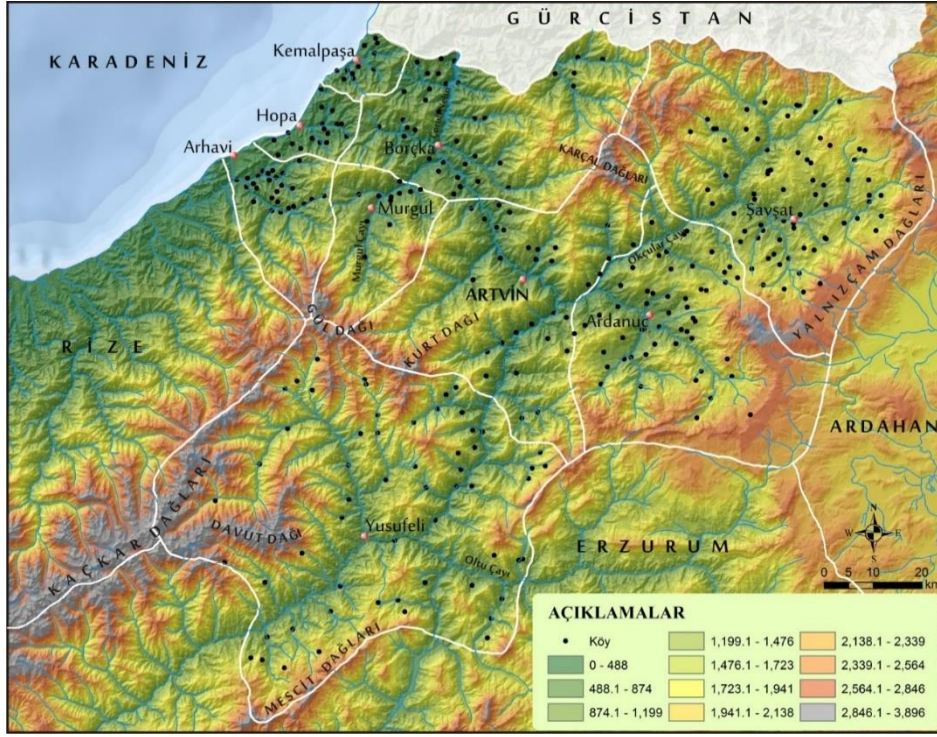 GÜRCİSTAN
KARADENİZ
Kemalpaşa
Hopa
Arhavi
Borçka
KARÇAL DAĞLARI
Murgul
Şavşat
Murgul Çayı
Okçular Çayı
ARTVİN
YALNIZÇAM DAĞLARI
GÜL DAĞI
Ardanuç
RİZE
KURT DAĞI
ARDAHAN
KAÇKAR DAĞLARI
DAVUT DAĞI
Yusufeli
Oltu Çayı
ERZURUM
MESCİT DAĞLARI
N
W E
S
0 5 10 20
km
AÇIKLAMALAR
Köy
0 - 488
488.1 - 874
874.1 - 1,199
1,199.1 - 1,476
1,476.1 - 1,723
1,723.1 - 1,941
1,941.1 - 2,138
2,138.1 - 2,339
2,339.1 - 2,564
2,564.1 - 2,846
2,846.1 - 3,896